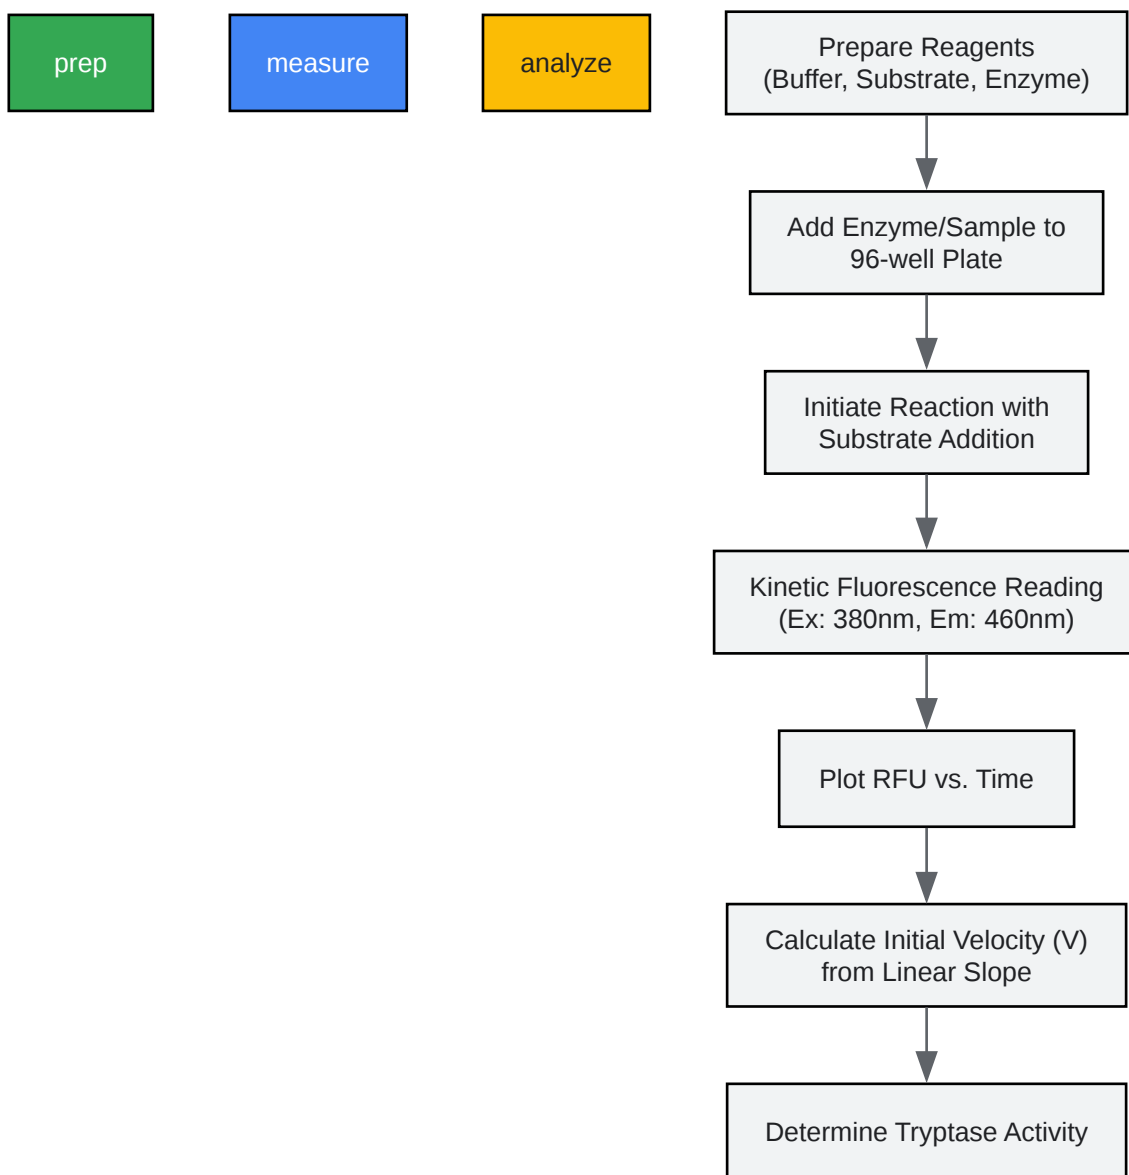 prep
measure
analyze
Prepare Reagents
(Buffer, Substrate, Enzyme)
Add Enzyme/Sample to
96-well Plate
Initiate Reaction with
Substrate Addition
Kinetic Fluorescence Reading
(Ex: 380nm, Em: 460nm)
Plot RFU vs. Time
Calculate Initial Velocity (V)
from Linear Slope
Determine Tryptase Activity